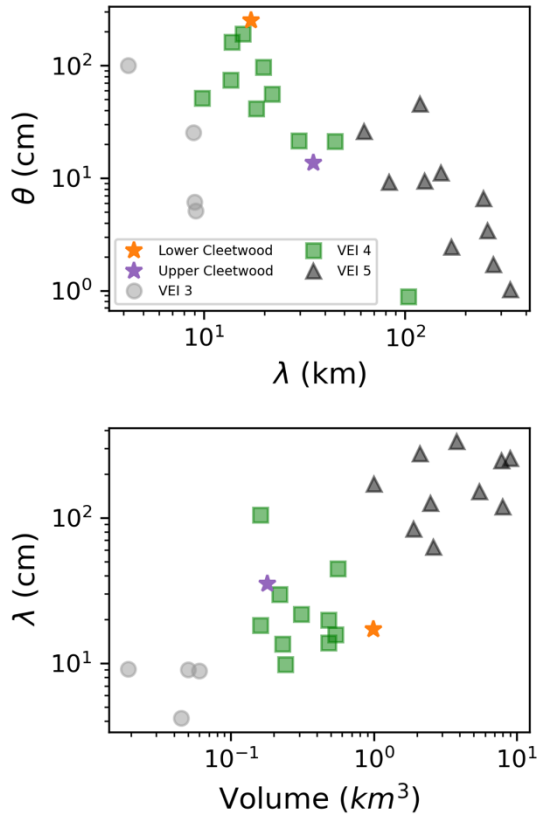 10²
10¹
10⁰
θ (cm)
Lower Cleetwood
Upper Cleetwood
VEI 3
VEI 4
VEI 5
10¹
10²
λ (km)
10²
10¹
λ (cm)
10⁻¹
10⁰
10¹
Volume (km³)